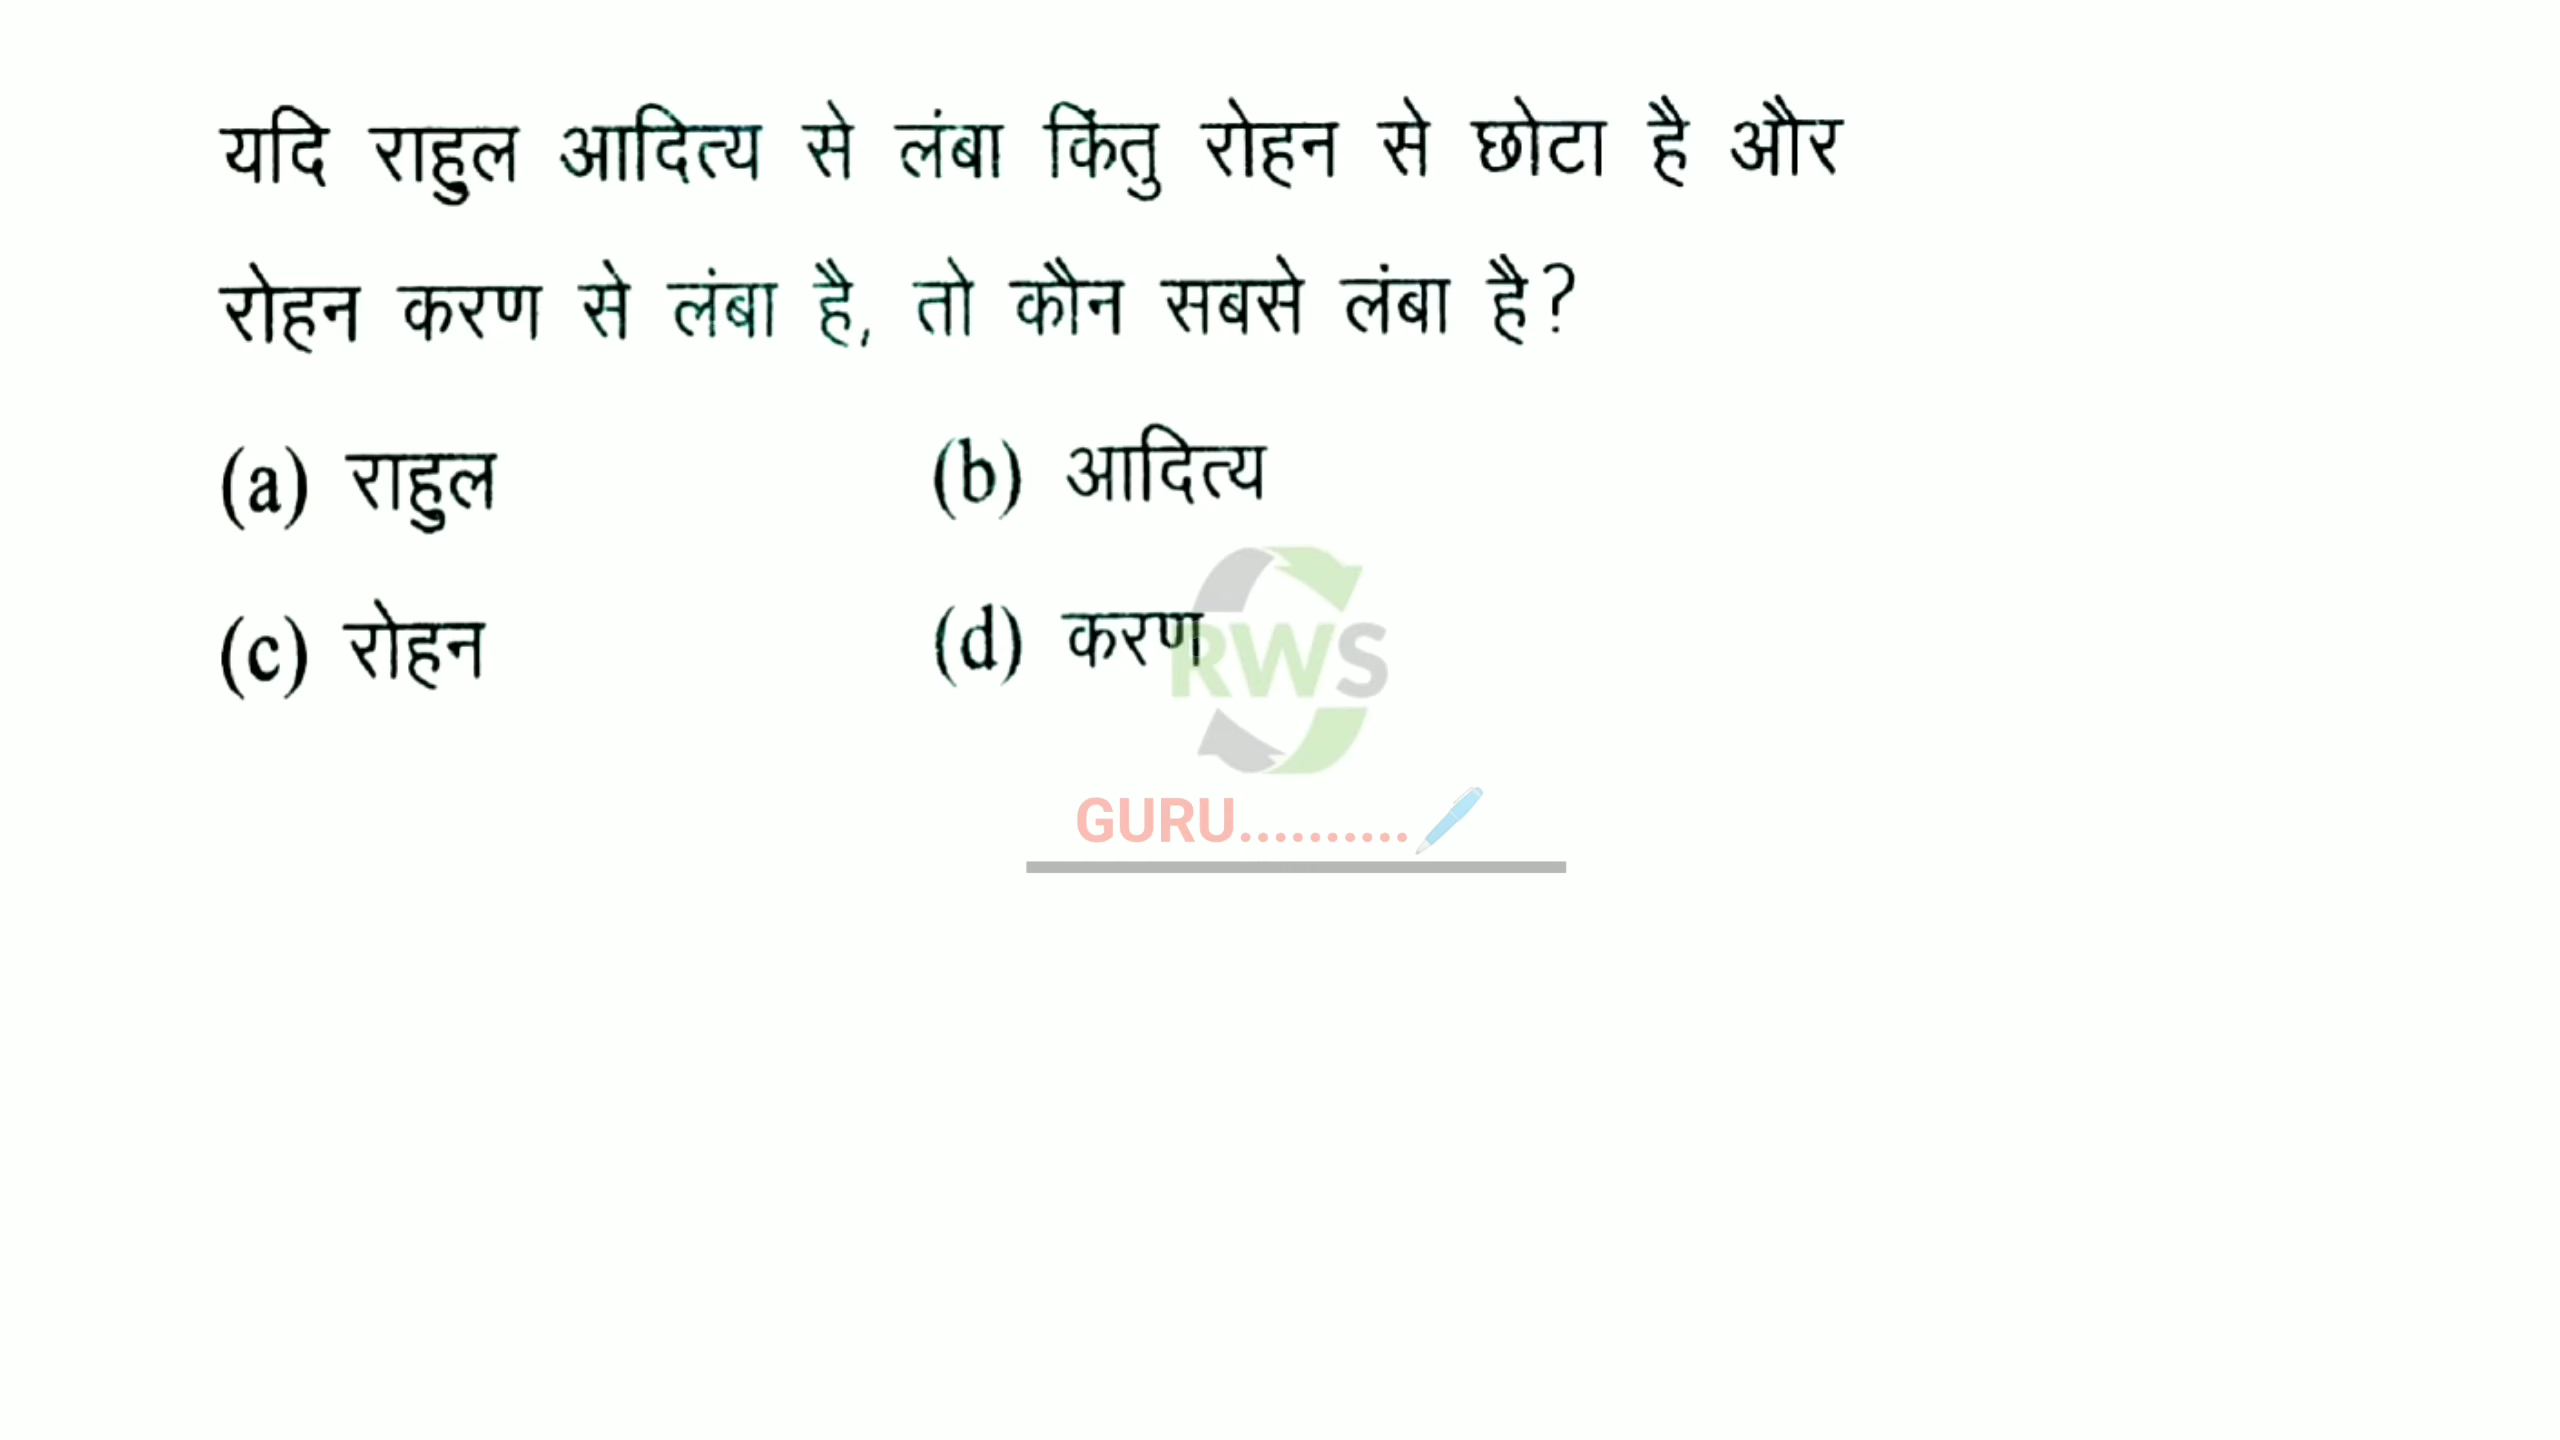 यदि राहुल आदित्य से लंबा किंतु रोहन से छोटा है और
रोहन करण से लंबा है, तो कौन सबसे लंबा है?
(a) राहुल (b) आदित्य
(c) रोहन (d) करण
RWS
GURU..........